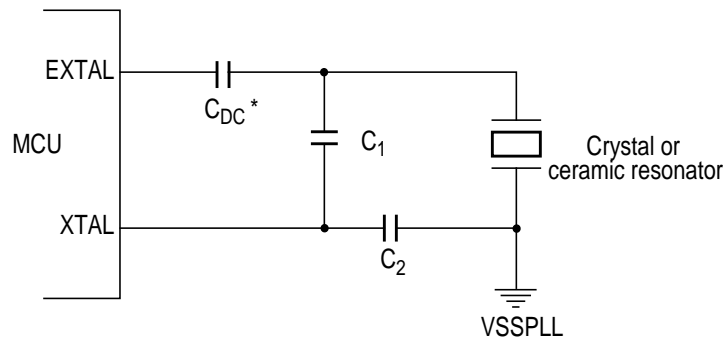 EXTAL
C_DC *
MCU
C_1
Crystal or
ceramic resonator
XTAL
C_2
VSSPLL